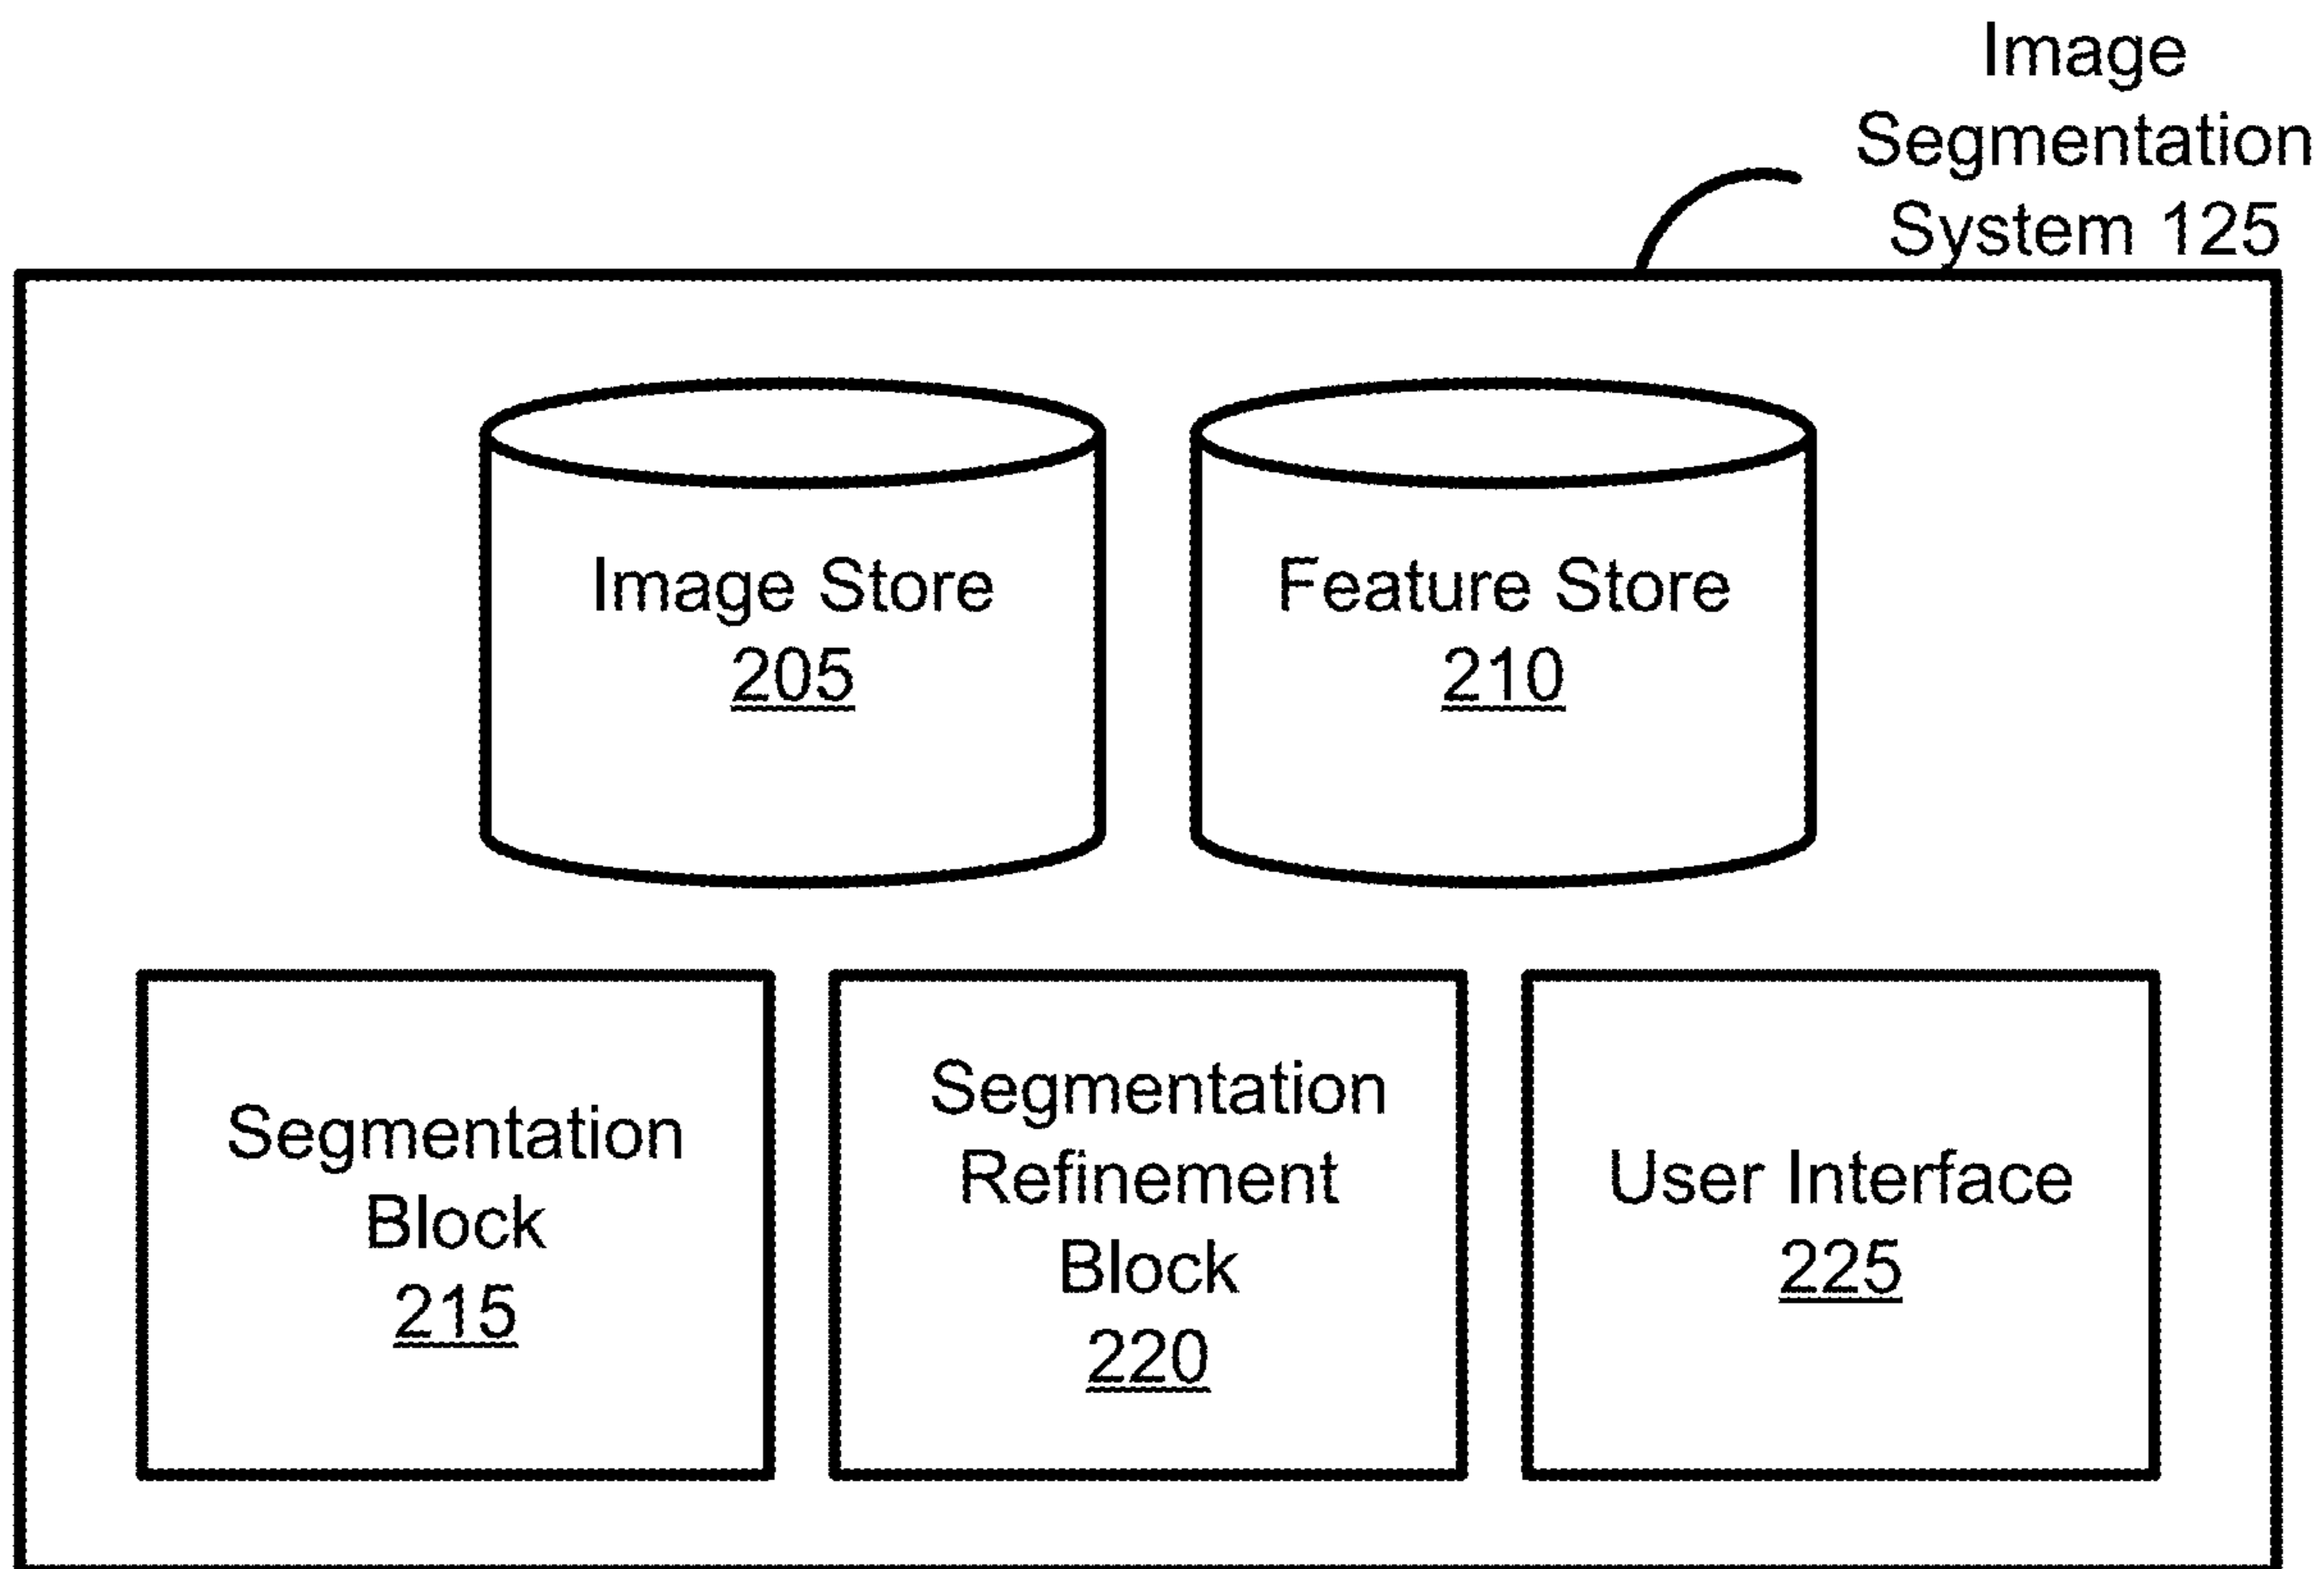 Image
Segmentation
System 125
Image Store
205
Feature Store
210
Segmentation
Block
215
Segmentation
Refinement
Block
220
User Interface
225